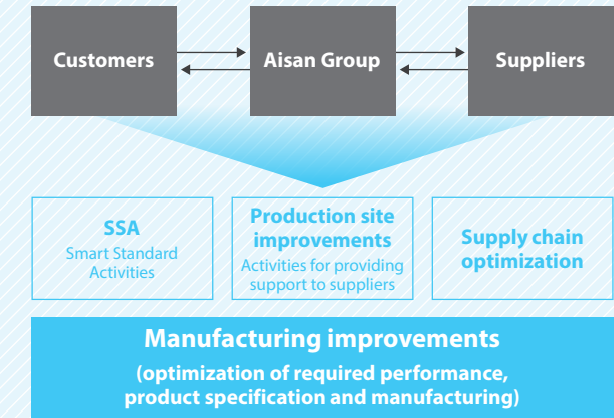 Customers
Aisan Group
Suppliers
SSA
Smart Standard
Activities
Production site
improvements
Activities for providing
support to suppliers
Supply chain
optimization
Manufacturing improvements
(optimization of required performance,
product specification and manufacturing)